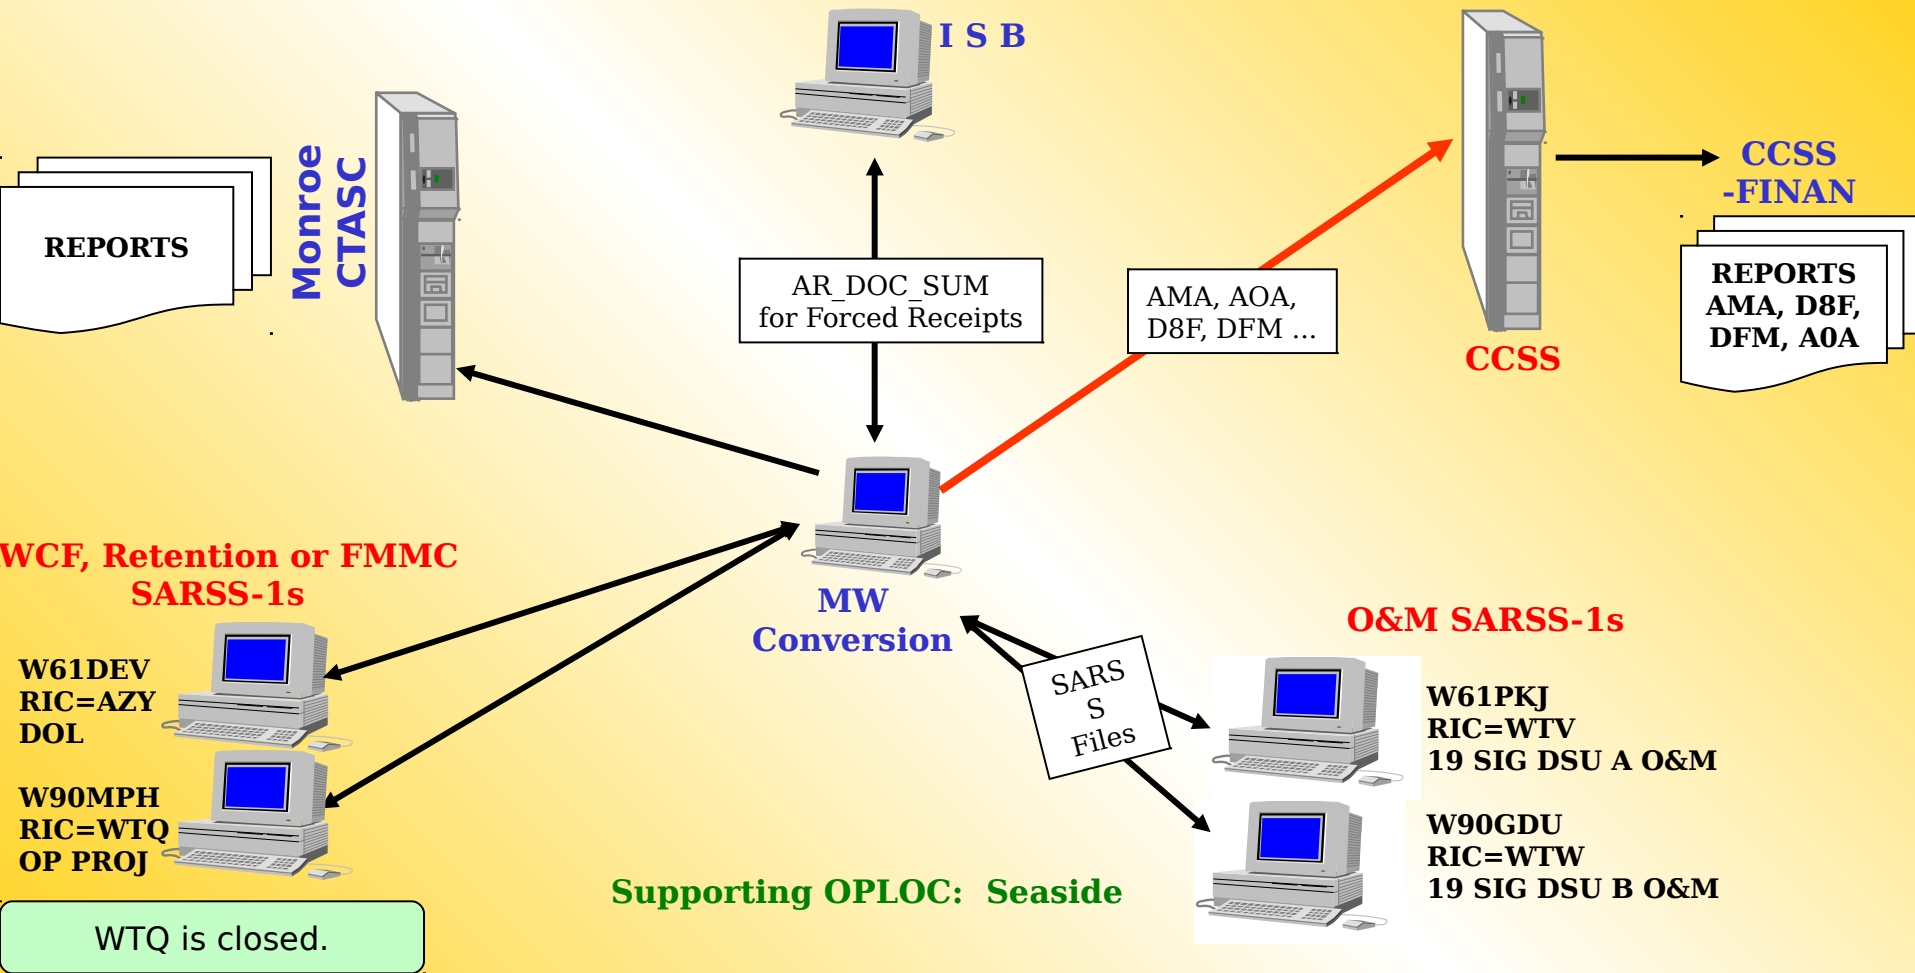 I S B
Monroe
CTASC
REPORTS
CCSS
-FINAN
REPORTS
AMA, D8F,
DFM, A0A
AR_DOC_SUM
for Forced Receipts
AMA, AOA,
D8F, DFM ...
CCSS
WCF, Retention or FMMC
SARSS-1s
MW
Conversion
O&M SARSS-1s
W61DEV
RIC=AZY
DOL
W90MPH
RIC=WTQ
OP PROJ
SARS
S
Files
W61PKJ
RIC=WTV
19 SIG DSU A O&M
W90GDU
RIC=WTW
19 SIG DSU B O&M
Supporting OPLOC:  Seaside
WTQ is closed.